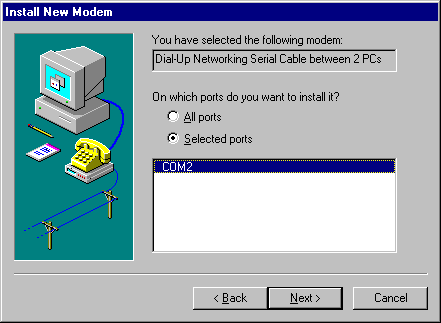 Install New Modem
You have selected the following modem:
Dial-Up Networking Serial Cable between 2 PCs
On which ports do you want to install it?
All ports
Selected ports
COM2
< Back
Next >
Cancel